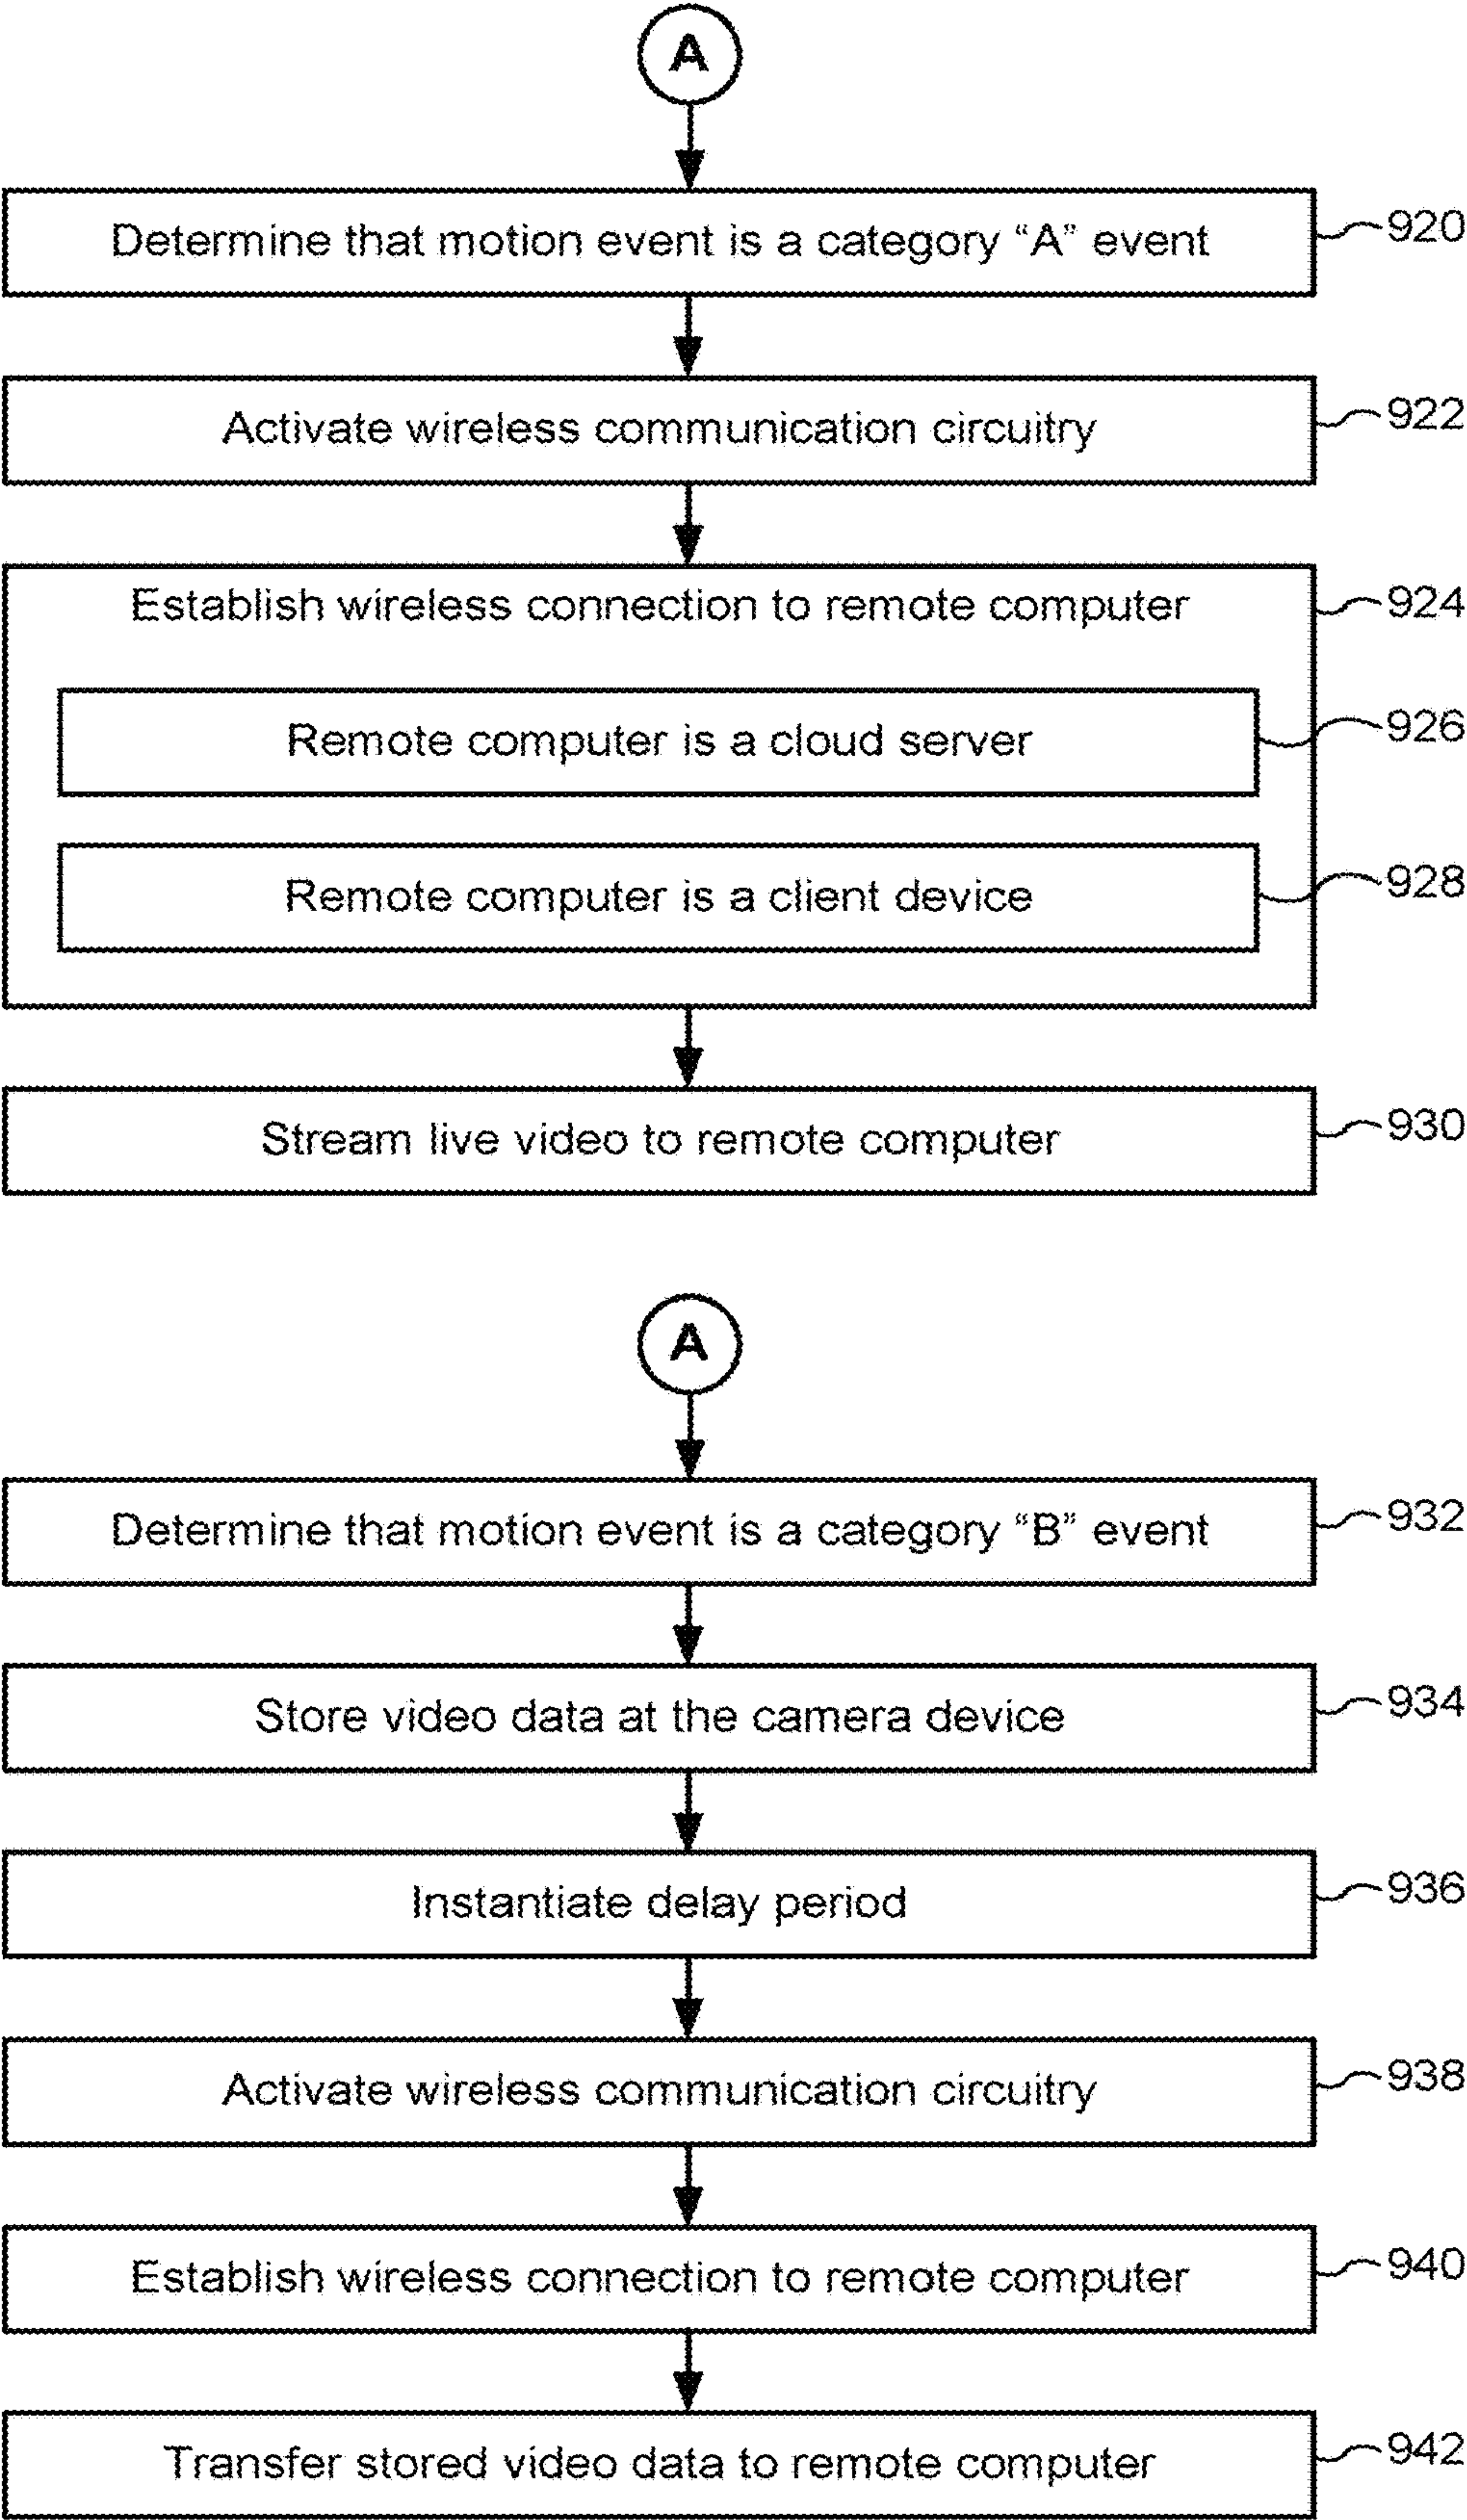 A
Determine that motion event is a category “A” event
920
Activate wireless communication circuitry
922
Establish wireless connection to remote computer
924
Remote computer is a cloud server
926
Remote computer is a client device
928
Stream live video to remote computer
930
A
Determine that motion event is a category “B” event
932
Store video data at the camera device
934
Instantiate delay period
936
Activate wireless communication circuitry
938
Establish wireless connection to remote computer
940
Transfer stored video data to remote computer
942